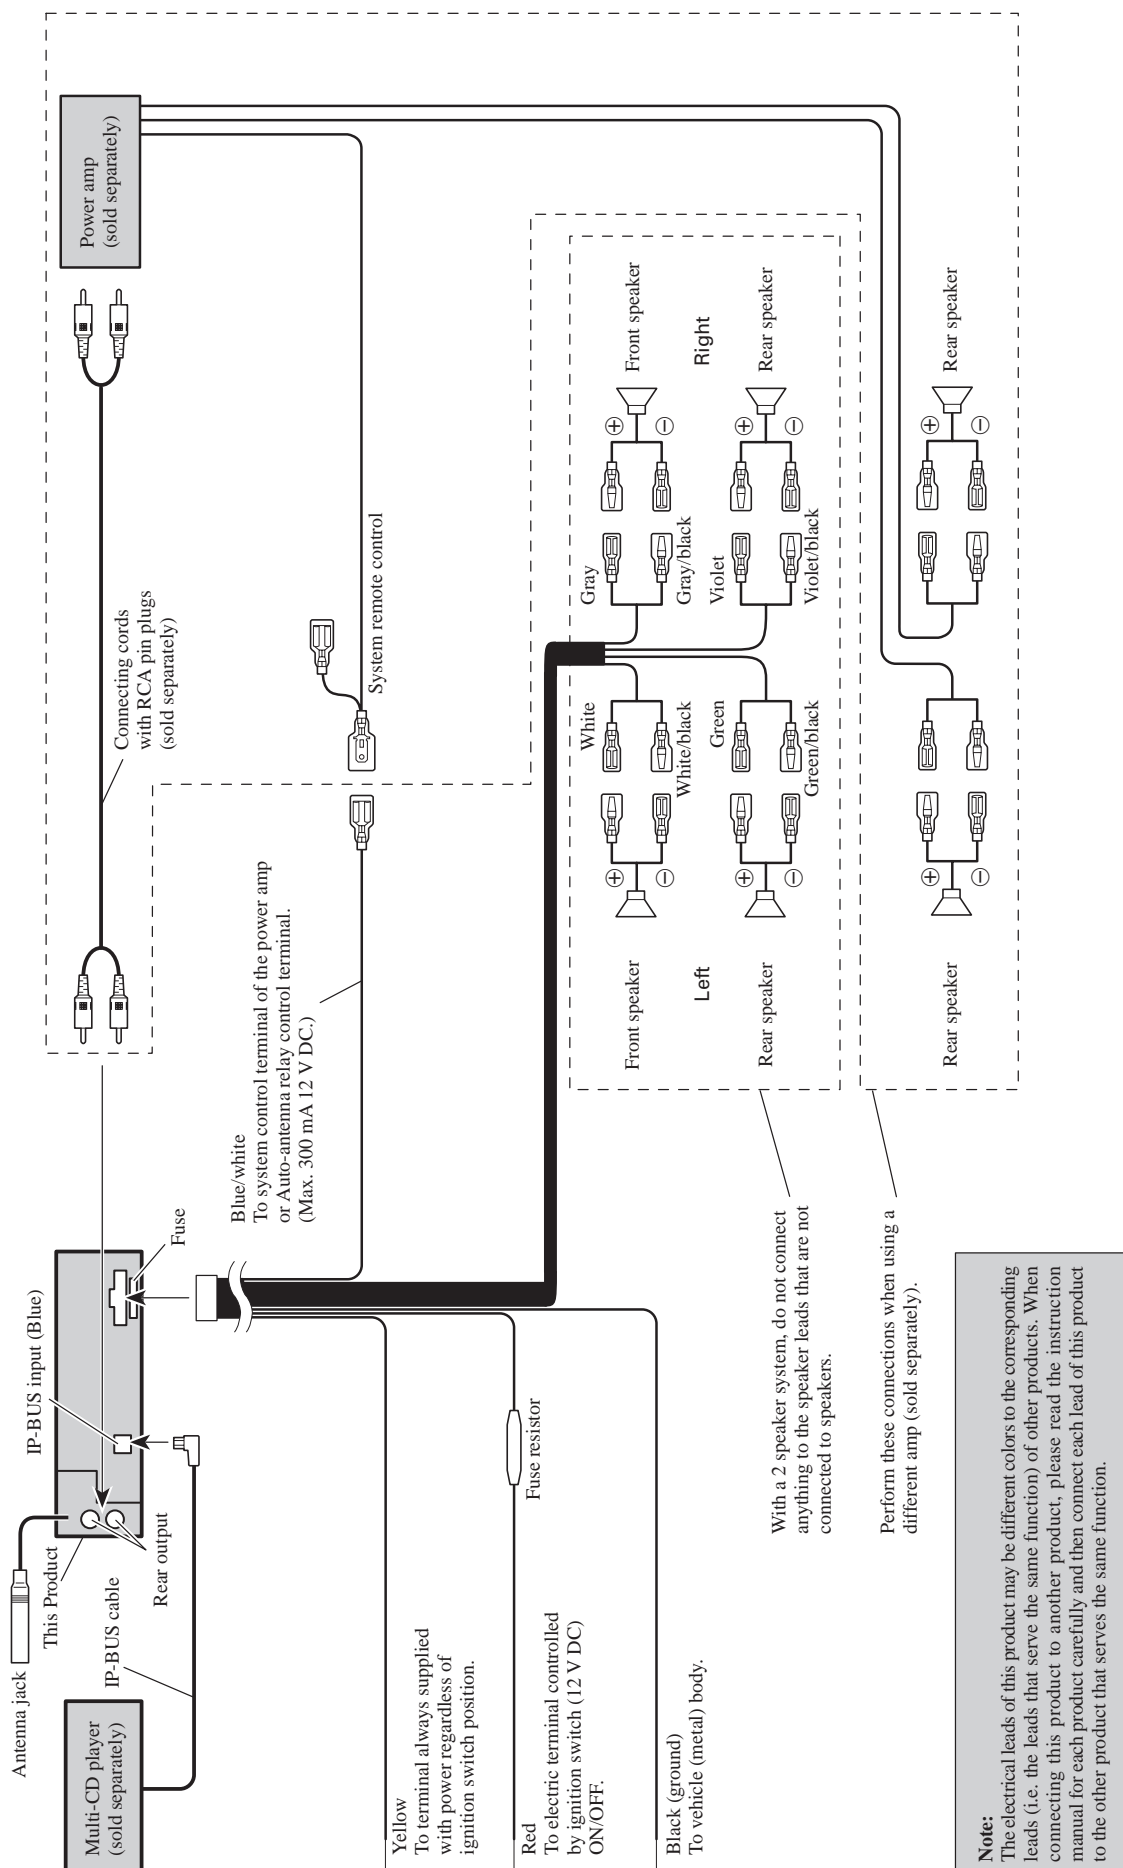 Antenna jack
Multi-CD player
(sold separately)
This Product
IP-BUS cable
Rear output
IP-BUS input (Blue)
Fuse
Connecting cords
with RCA pin plugs
(sold separately)
Power amp
(sold separately)
Yellow
To terminal always supplied
with power regardless of
ignition switch position.
Blue/white
To system control terminal of the power amp
or Auto-antenna relay control terminal.
(Max. 300 mA 12 V DC.)
System remote control
Red
To electric terminal controlled
by ignition switch (12 V DC)
ON/OFF.
Fuse resistor
Black (ground)
To vehicle (metal) body.
Front speaker
Left
Rear speaker
+
−
White
White/black
+
−
Green
Green/black
Gray
Gray/black
+
−
Violet
Violet/black
+
−
Front speaker
Right
Rear speaker
With a 2 speaker system, do not connect
anything to the speaker leads that are not
connected to speakers.
Perform these connections when using a
different amp (sold separately).
Rear speaker
+
−
+
−
Rear speaker
Note:
The electrical leads of this product may be different colors to the corresponding
leads (i.e. the leads that serve the same function) of other products. When
connecting this product to another product, please read the instruction
manual for each product carefully and then connect each lead of this product
to the other product that serves the same function.